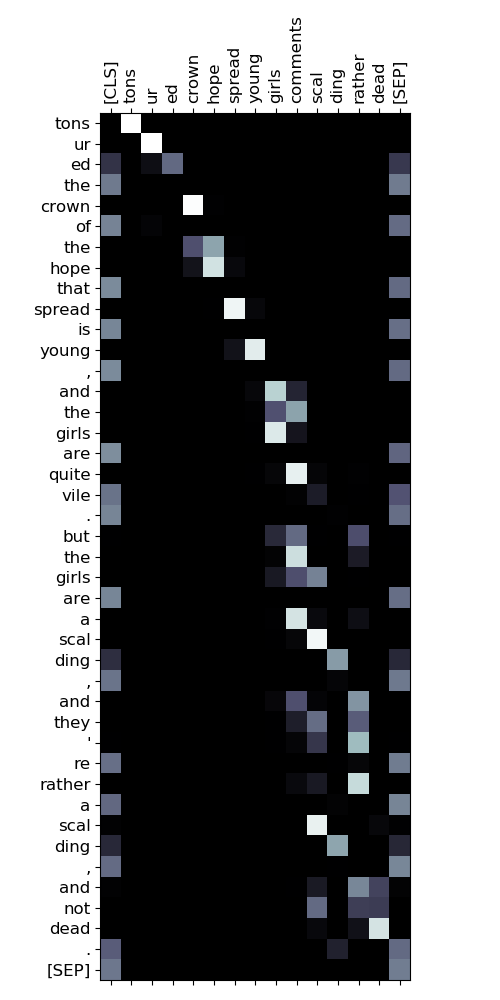 [CLS]
tons
ur
ed
crown
hope
spread
young
girls
comments
scal
ding
rather
dead
[SEP]
tons
ur
ed
the
crown
of
the
hope
that
spread
is
young
,
and
the
girls
are
quite
vile
.
but
the
girls
are
a
scal
ding
,
and
they
'
re
rather
a
scal
ding
,
and
not
dead
.
[SEP]